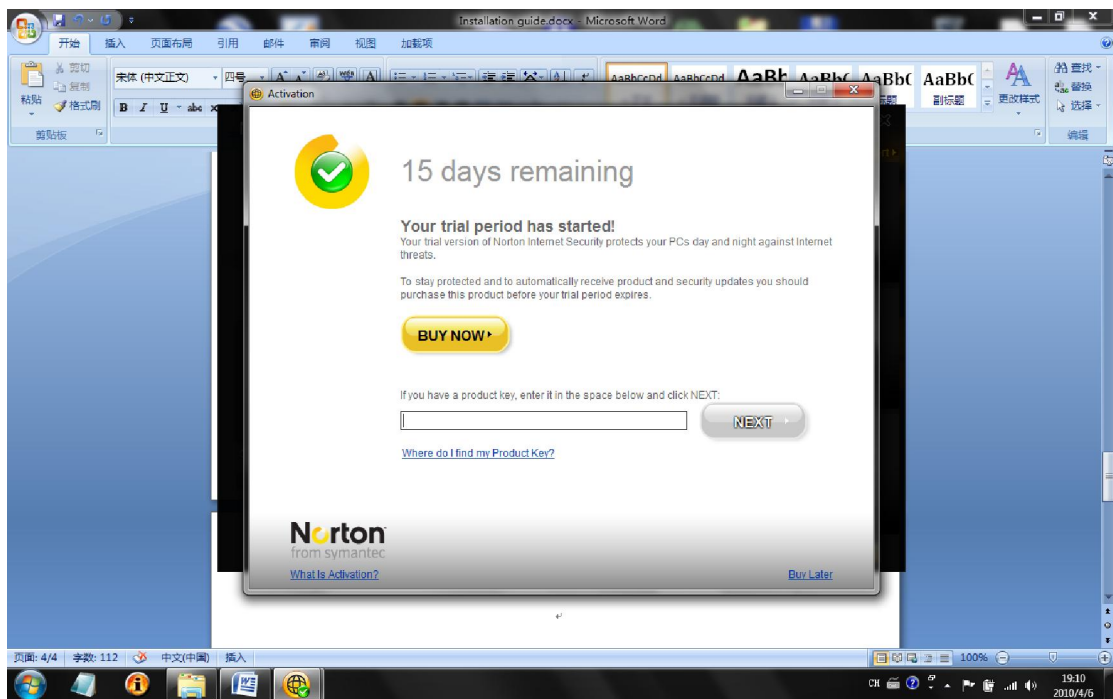 Installation guide.docx - Microsoft Word
开始 插入 页面布局 引用 邮件 审阅 视图 加载项
粘贴
剪切
复制
格式刷
剪贴板
宋体 (中文正文) 四号
B I U abc
AaBbCcDd AaBbCcDd AaBb AaBbC AaBbC AaBbC
副标题
更改样式
查找
替换
选择
编辑
Activation
15 days remaining
Your trial period has started!
Your trial version of Norton Internet Security protects your PCs day and night against Internet
threats.
To stay protected and to automatically receive product and security updates you should
purchase this product before your trial period expires.
BUY NOW
If you have a product key, enter it in the space below and click NEXT:
NEXT
Where do I find my Product Key?
Norton
from symantec
What Is Activation?
Buy Later
页面: 4/4 字数: 112 中文(中国) 插入
100%
CH
19:10
2010/4/6